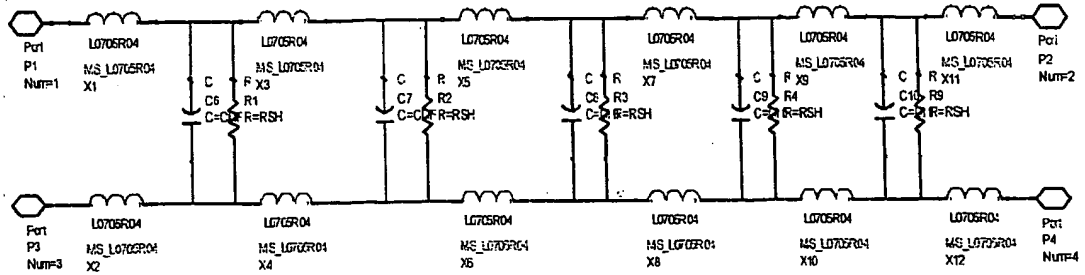 L0705R04
L0705R04
L0705R04
L0705R04
L0705R04
L0705R04
Port
P1
Num=1
MS_L0705R04
X1
MS_L0705R04
X3
MS_L0705R04
X5
MS_L0705R04
X7
MS_L0705R04
X9
MS_L0705R04
X11
Port
P2
Num=2
C
C6
R
R1
R=RSH
C
C7
R
R2
R=RSH
C
C8
R
R3
R=RSH
C
C9
R
R4
R=RSH
C
C10
R
R9
R=RSH
L0705R04
L0705R04
L0705R04
L0705R04
L0705R04
L0705R04
Port
P3
Num=3
MS_L0705R04
X2
MS_L0705R04
X4
MS_L0705R04
X6
MS_L0705R04
X8
MS_L0705R04
X10
MS_L0705R04
X12
Port
P4
Num=4